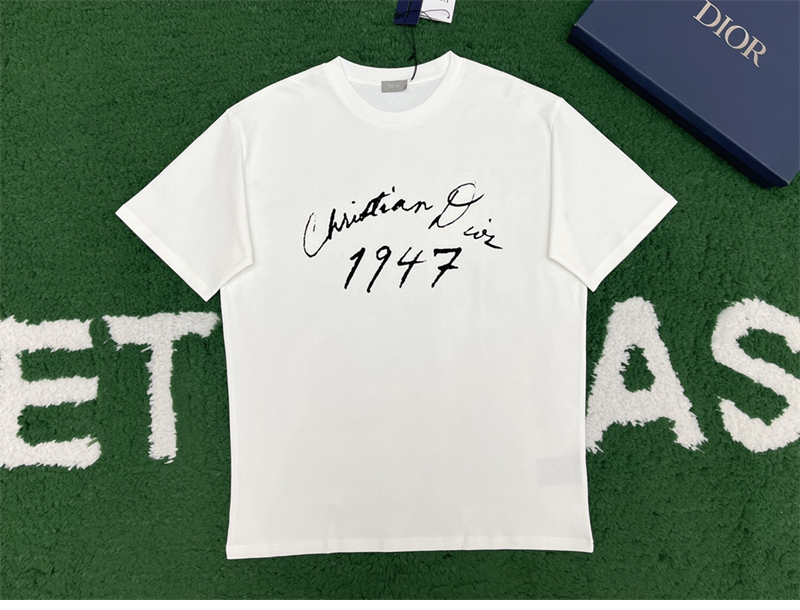 DIOR
Christian Dior
1947
ET AS